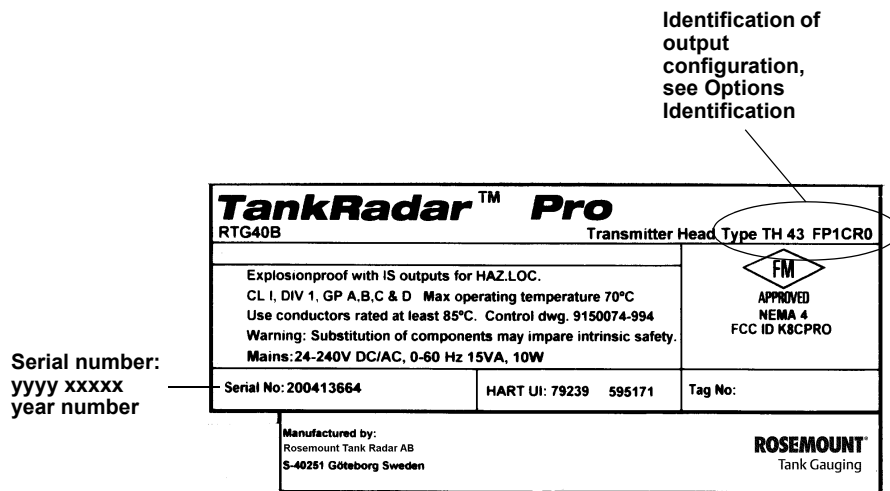 Identification of
output
configuration,
see Options
Identification
TankRadar™ Pro
RTG40B
Transmitter Head Type TH 43 FP1CR0
Explosionproof with IS outputs for HAZ.LOC.
CL I, DIV 1, GP A,B,C & D Max operating temperature 70°C
Use conductors rated at least 85°C. Control dwg. 9150074-994
Warning: Substitution of components may impare intrinsic safety.
Mains:24-240V DC/AC, 0-60 Hz 15VA, 10W
FM
APPROVED
NEMA 4
FCC ID K8CPRO
Serial number:
yyyy xxxxx
year number
Serial No: 200413664
HART UI: 79239 595171
Tag No:
Manufactured by:
Rosemount Tank Radar AB
S-40251 Göteborg Sweden
ROSEMOUNT®
Tank Gauging